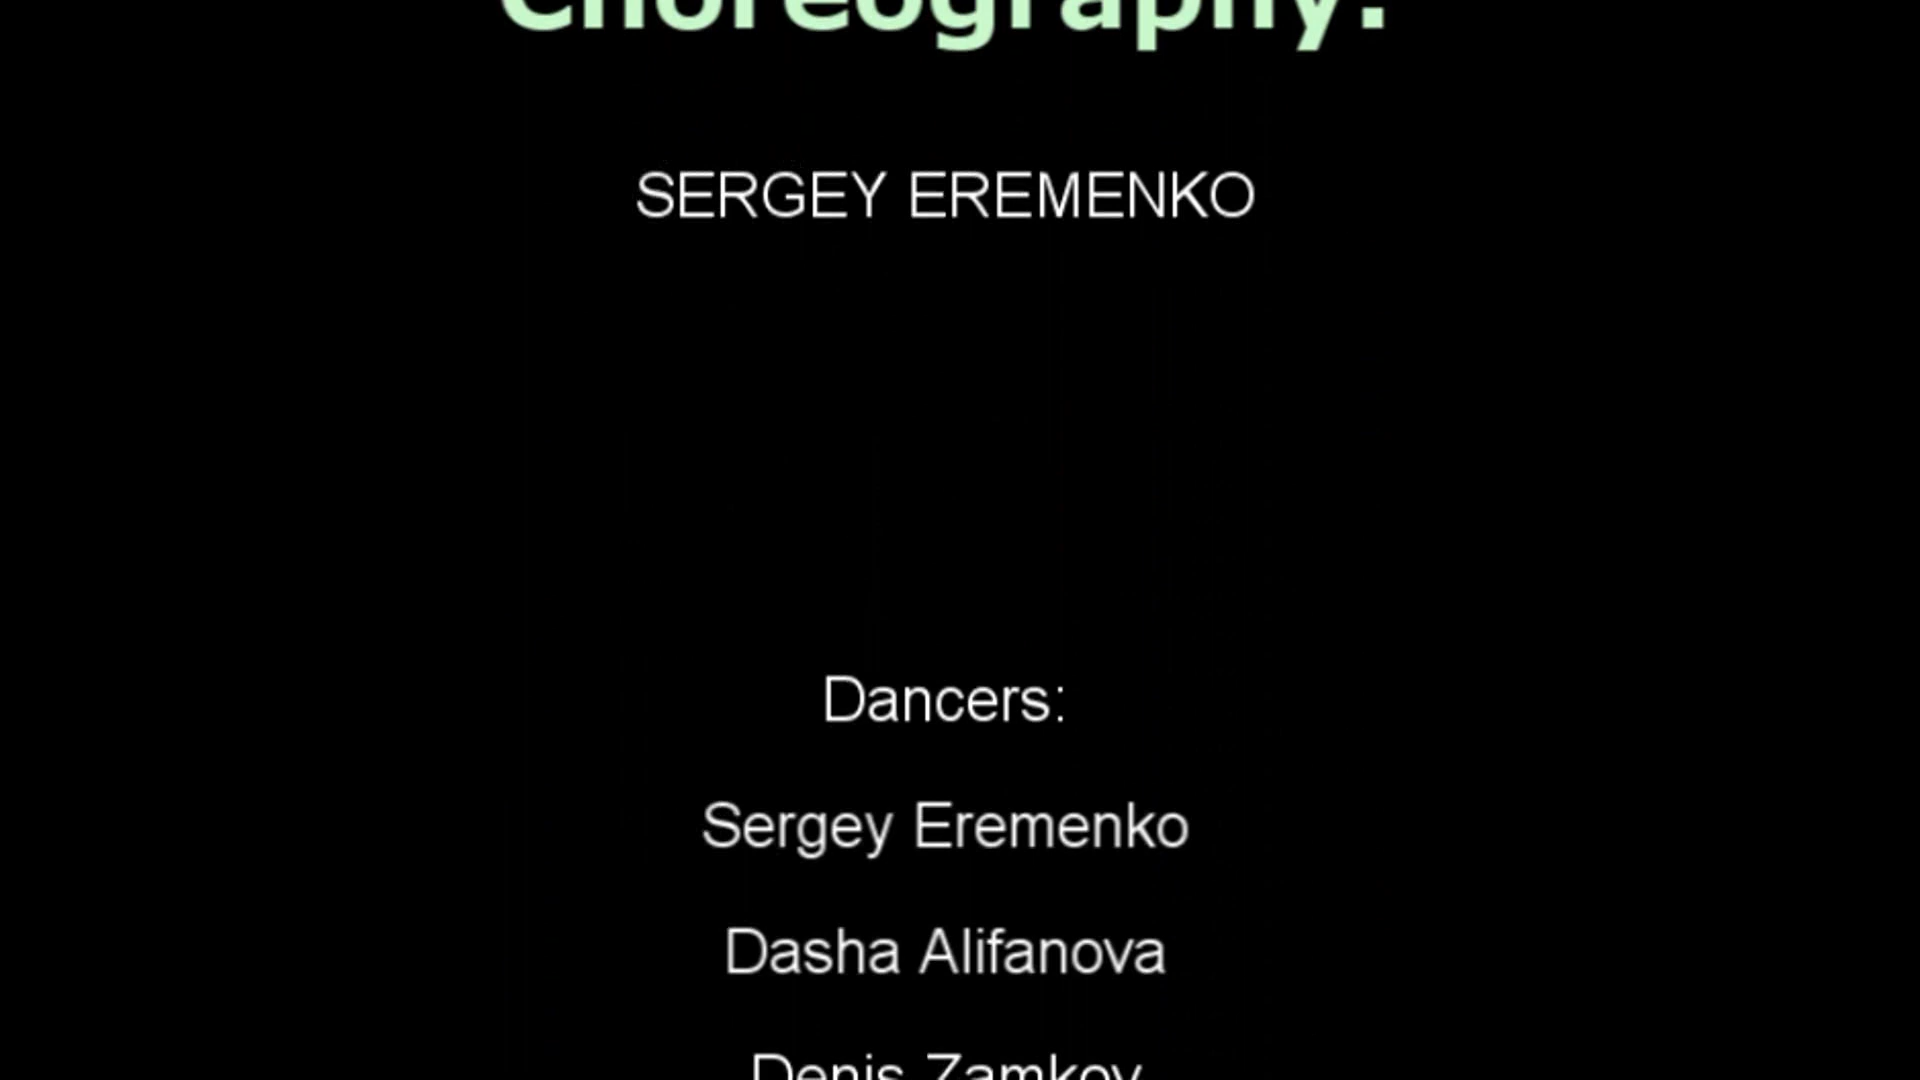 Choreography:
SERGEY EREMENKO
Dancers:
Sergey Eremenko
Dasha Alifanova
Denis Zamkov